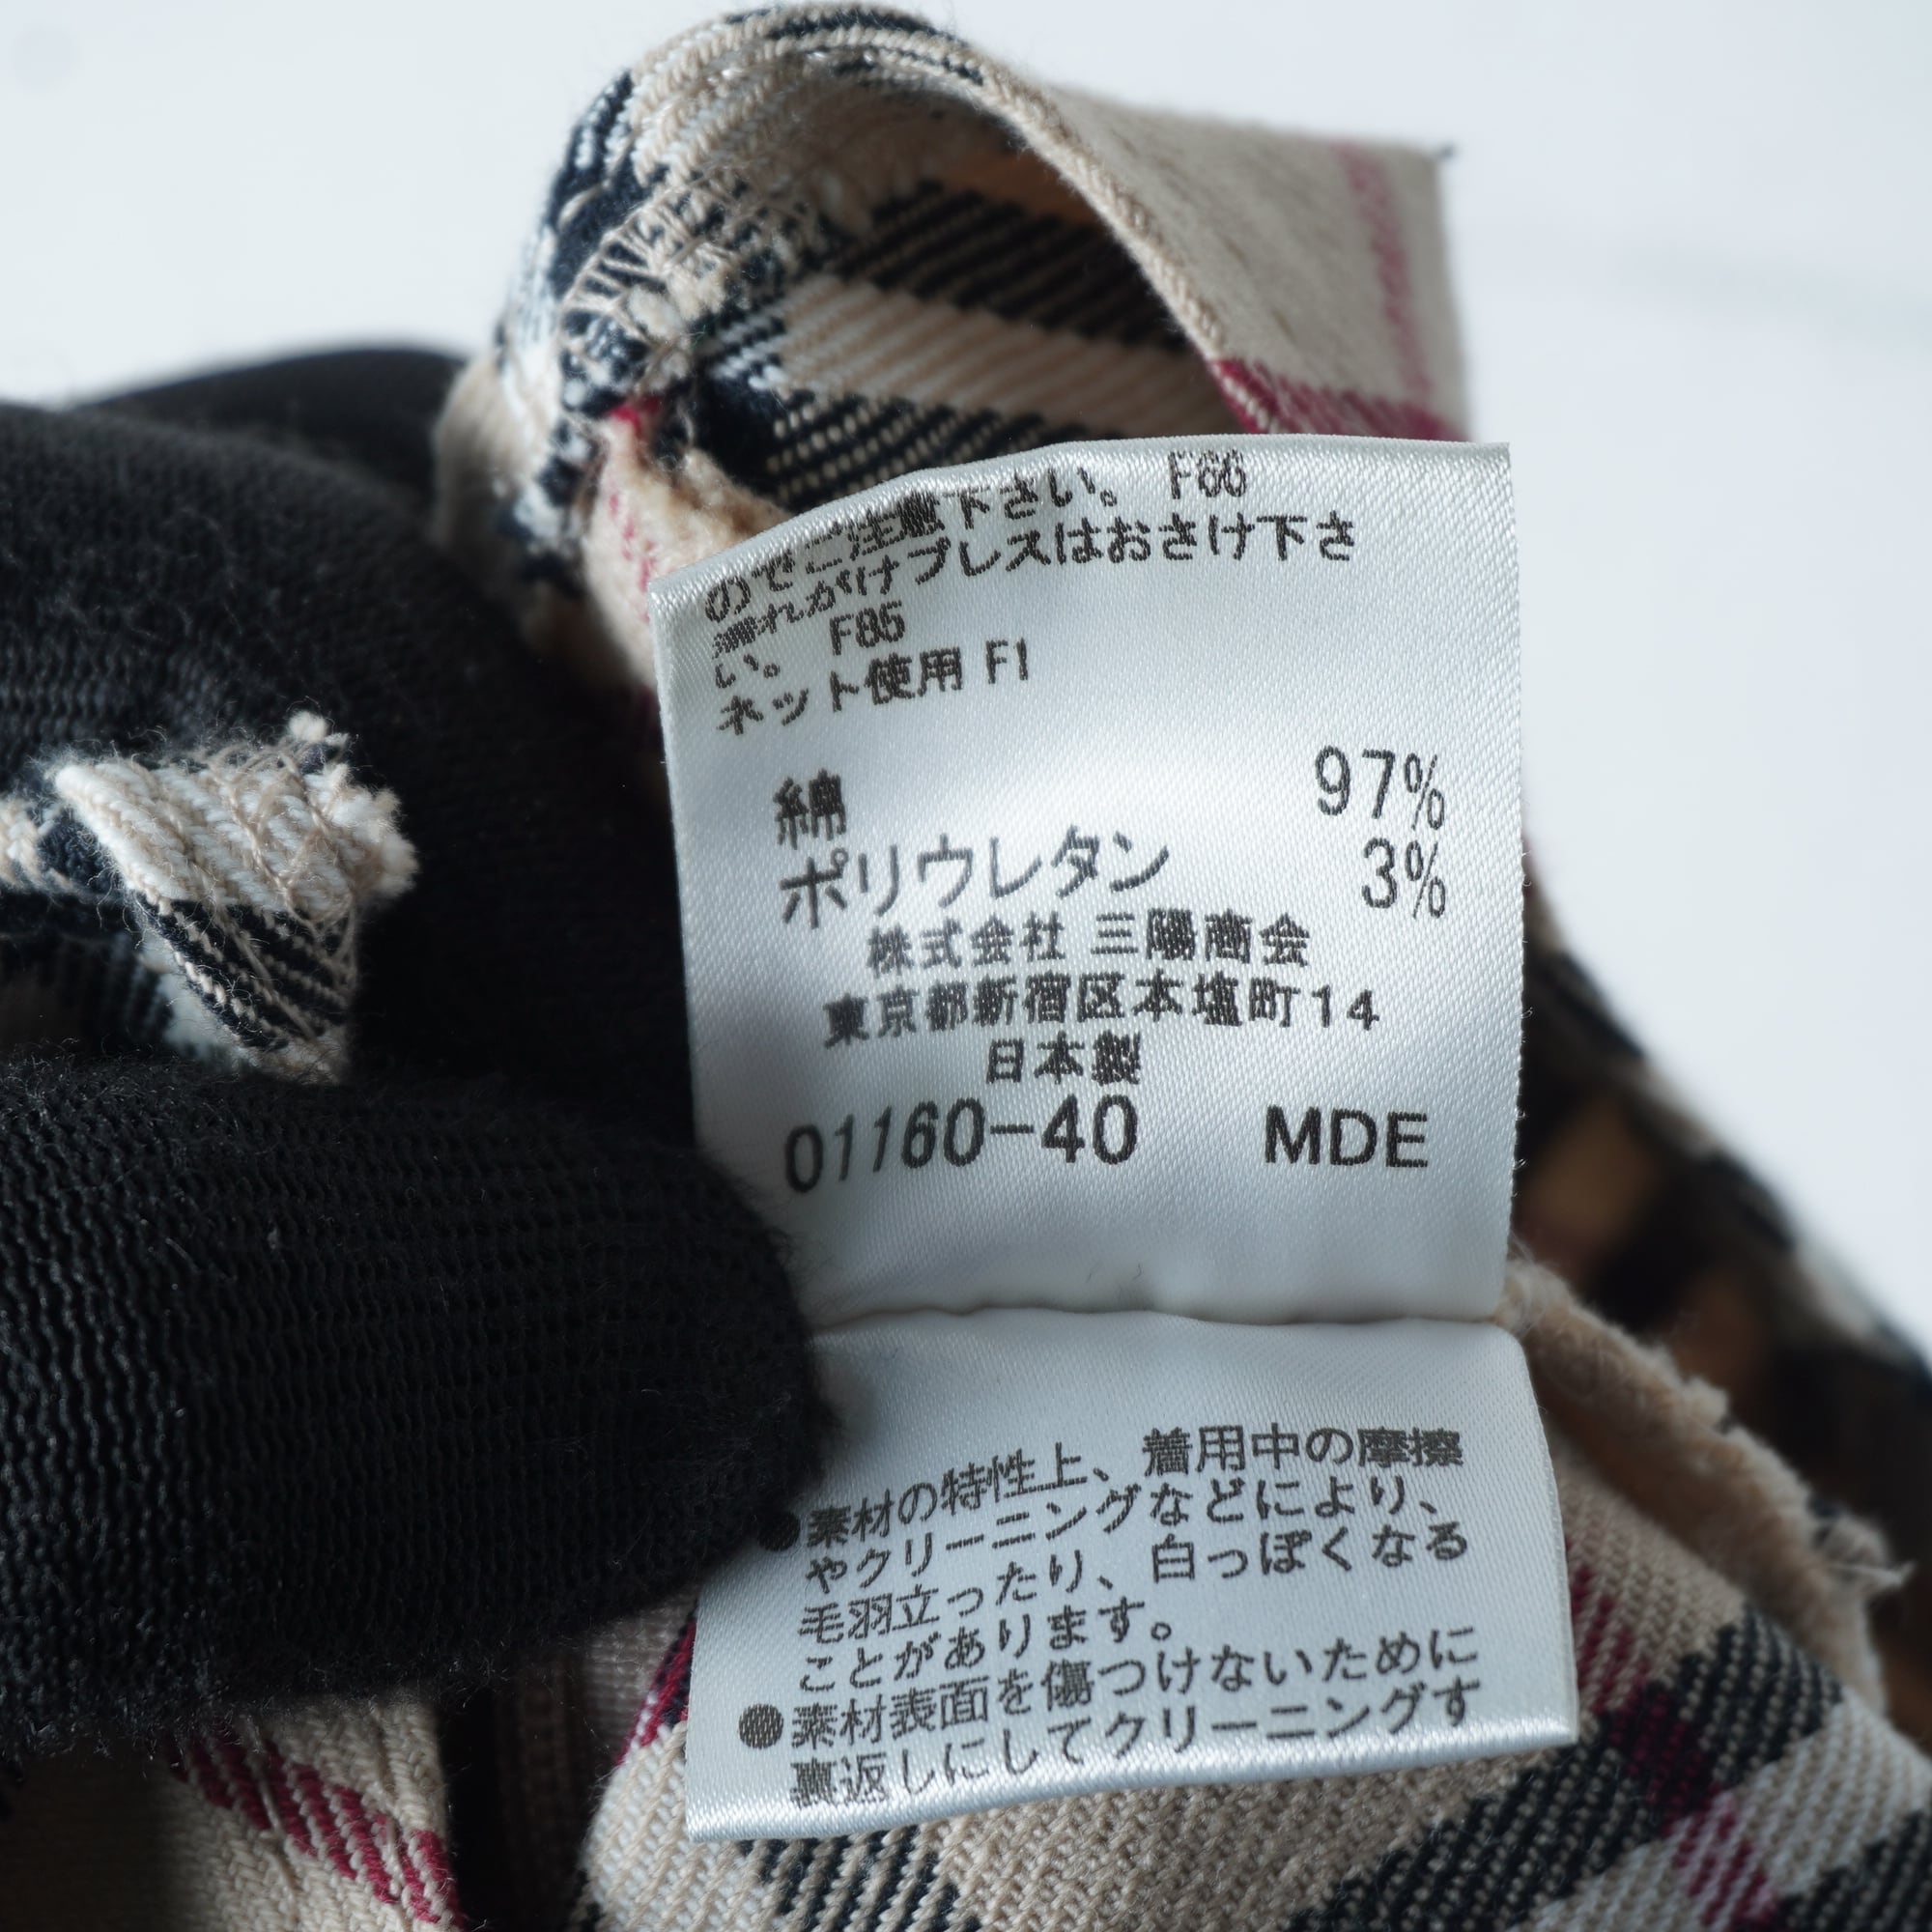 のでご注意下さい。 F66
濡れがけプレスはおさけ下さ
い。 F85
ネット使用 F1
綿 97%
ポリウレタン 3%
株式会社 三陽商会
東京都新宿区本塩町14
日本製
01160-40 MDE
●素材の特性上、着用中の摩擦
やクリーニングなどにより、
毛羽立ったり、白っぽくなる
ことがあります。
●素材表面を傷つけないために
裏返しにしてクリーニングす